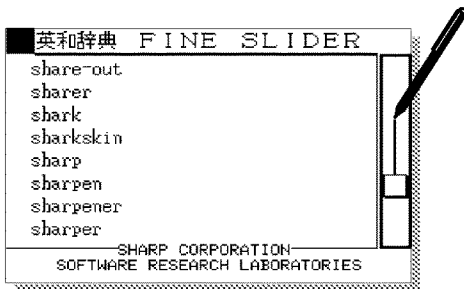 英和辞典 FINE SLIDER
share-out
sharer
shark
sharkskin
sharp
sharpen
sharpener
sharper
SHARP CORPORATION
SOFTWARE RESEARCH LABORATORIES